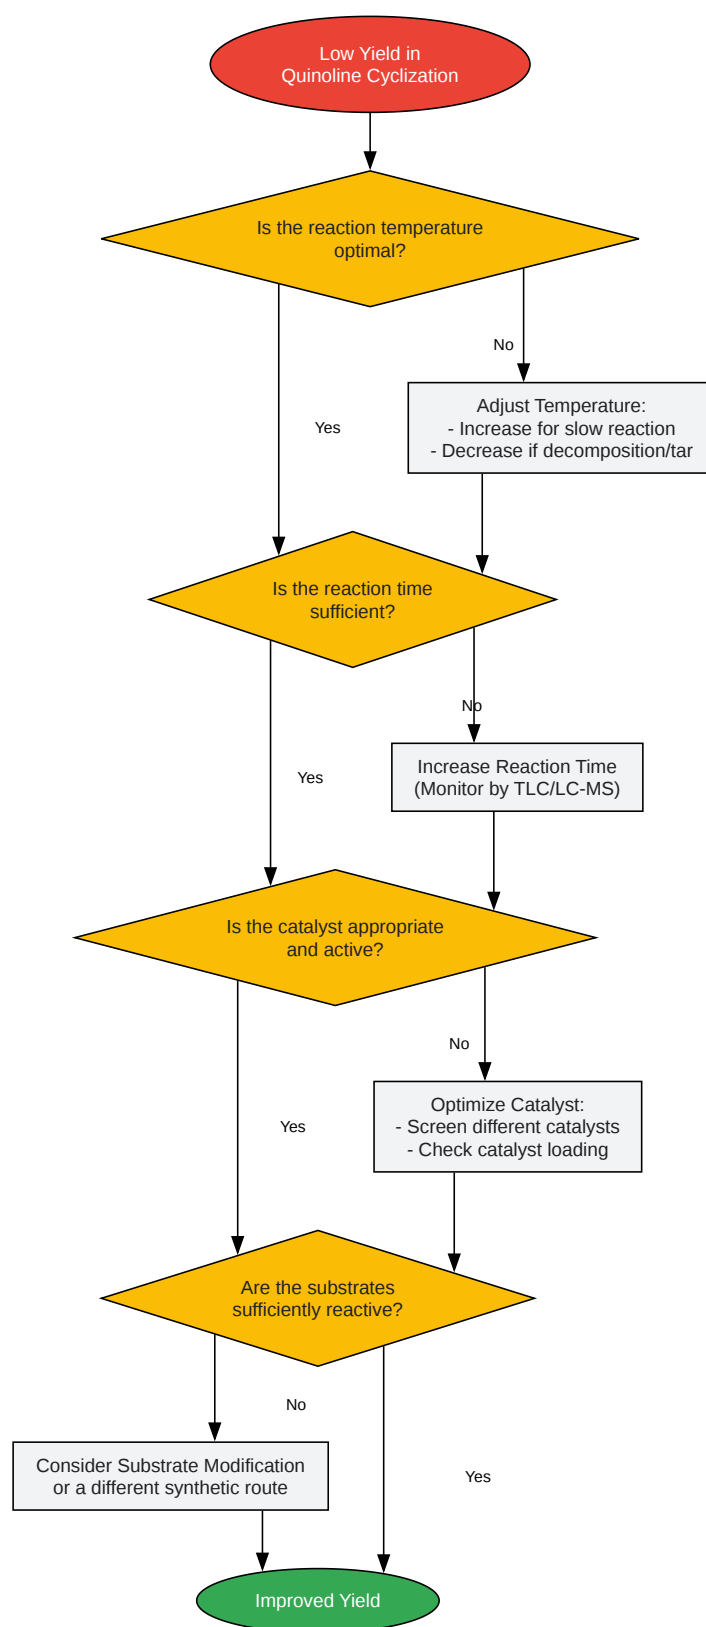 Low Yield in
Quinoline Cyclization
Is the reaction temperature
optimal?
No
Adjust Temperature:
- Increase for slow reaction
- Decrease if decomposition/tar
Yes
Is the reaction time
sufficient?
No
Increase Reaction Time
(Monitor by TLC/LC-MS)
Yes
Is the catalyst appropriate
and active?
No
Optimize Catalyst:
- Screen different catalysts
- Check catalyst loading
Yes
Are the substrates
sufficiently reactive?
No
Consider Substrate Modification
or a different synthetic route
Yes
Improved Yield